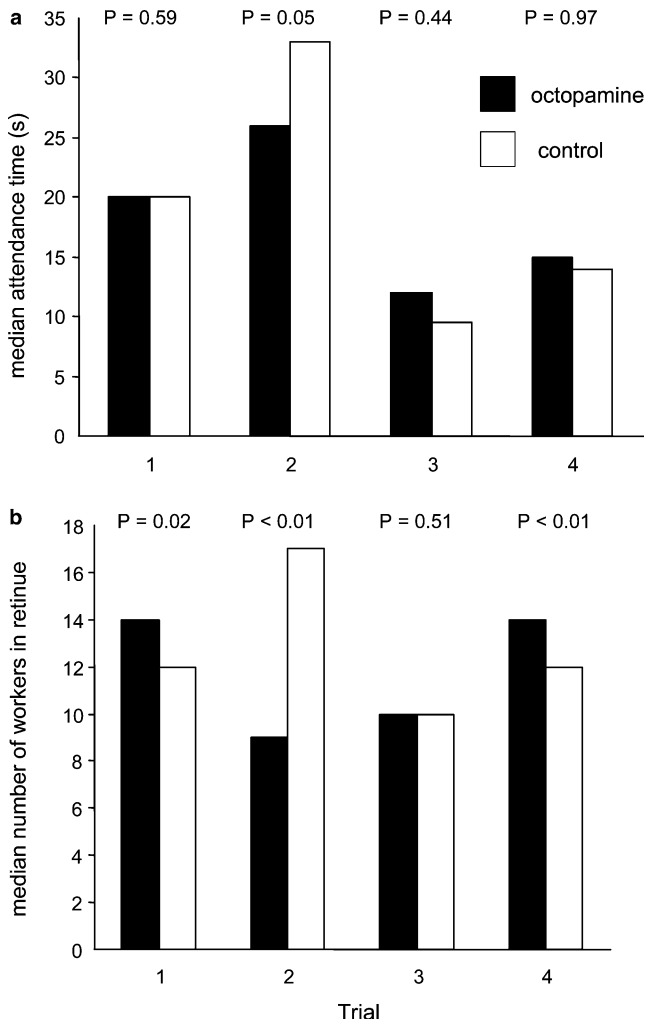 a
P = 0.59 P = 0.05 P = 0.44 P = 0.97
median attendance time (s)
35
30
25
20
15
10
5
0
octopamine
control
1 2 3 4
b
P = 0.02 P < 0.01 P = 0.51 P < 0.01
median number of workers in retinue
18
16
14
12
10
8
6
4
2
0
1 2 3 4
Trial